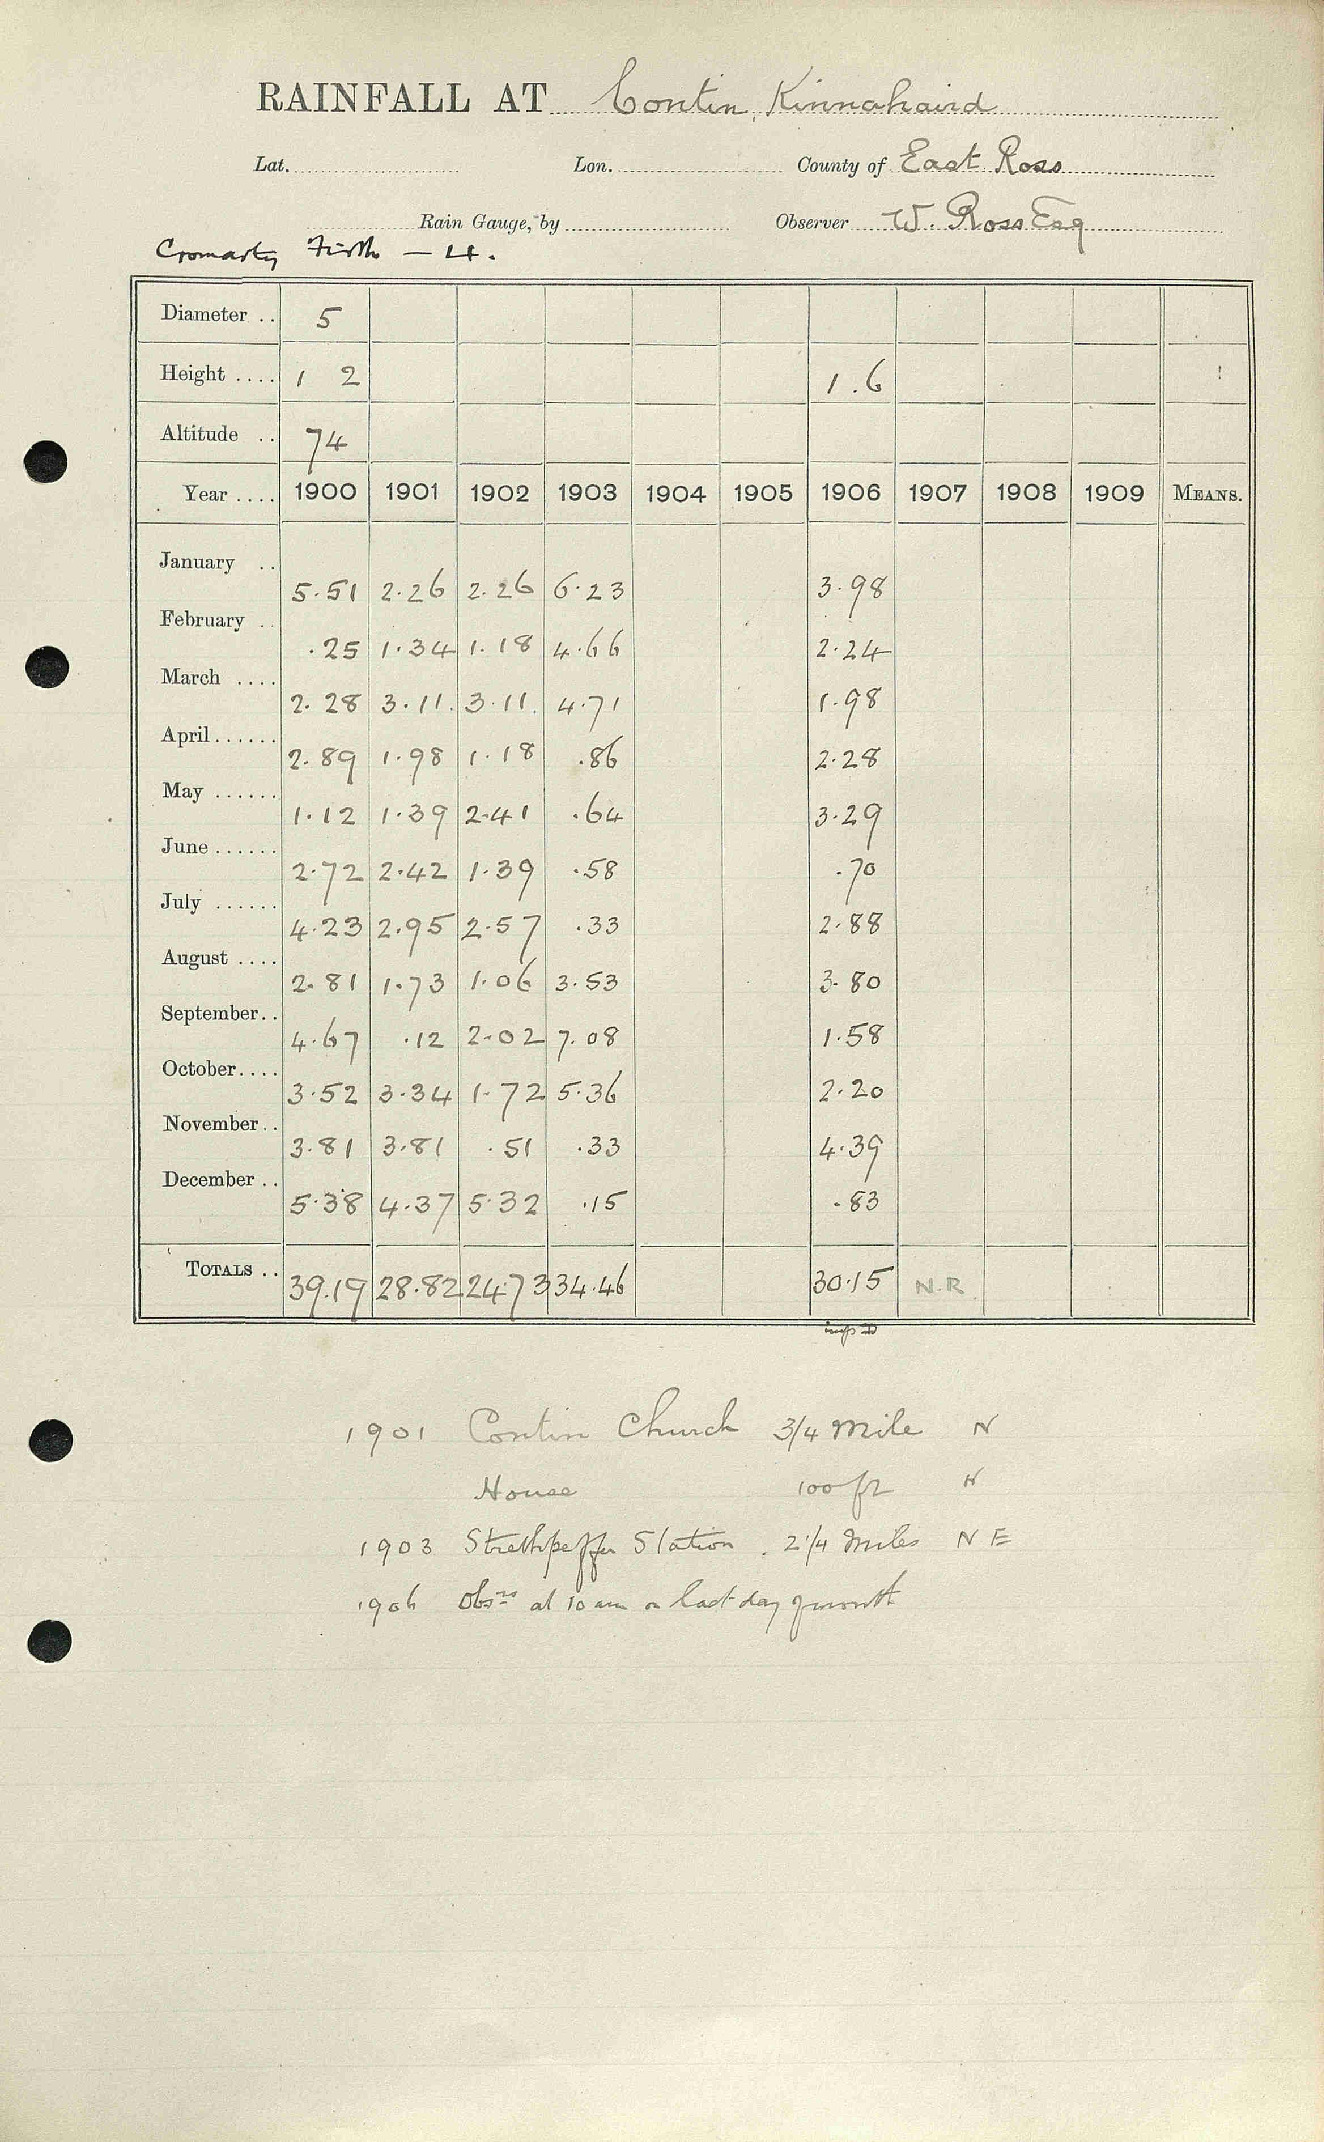 RAINFALL AT Contin, Kinnahaird
Lat. Lon. County of East Ross
Rain Gauge, by Observer W. Ross Esq
Cromarty Firth — 4.
Diameter .. 5
Height .... 1 2 1.6
Altitude .. 74
Year .... 1900 1901 1902 1903 1904 1905 1906 1907 1908 1909 MEANS.
January .. 5.51 2.26 2.26 6.23 3.98
February .. .25 1.34 1.18 4.66 2.24
March .... 2.28 3.11. 3.11. 4.71 1.98
April...... 2.89 1.98 1.18 .86 2.28
May ...... 1.12 1.39 2.41 .64 3.29
June ...... 2.72 2.42 1.39 .58 .70
July ...... 4.23 2.95 2.57 .33 2.88
August .... 2.81 1.73 1.06 3.53 3.80
September.. 4.67 .12 2.02 7.08 1.58
October.... 3.52 3.34 1.72 5.36 2.20
November.. 3.81 3.81 .51 .33 4.39
December .. 5.38 4.37 5.32 .15 .83
TOTALS .. 39.19 28.82 24.73 34.46 30.15 N.R.
1901 Contin Church 3/4 Mile N
House 100 ft N
1903 Strathpeffer Station . 2 1/4 Miles N E
1906 Obsns at 10 am on last day of month